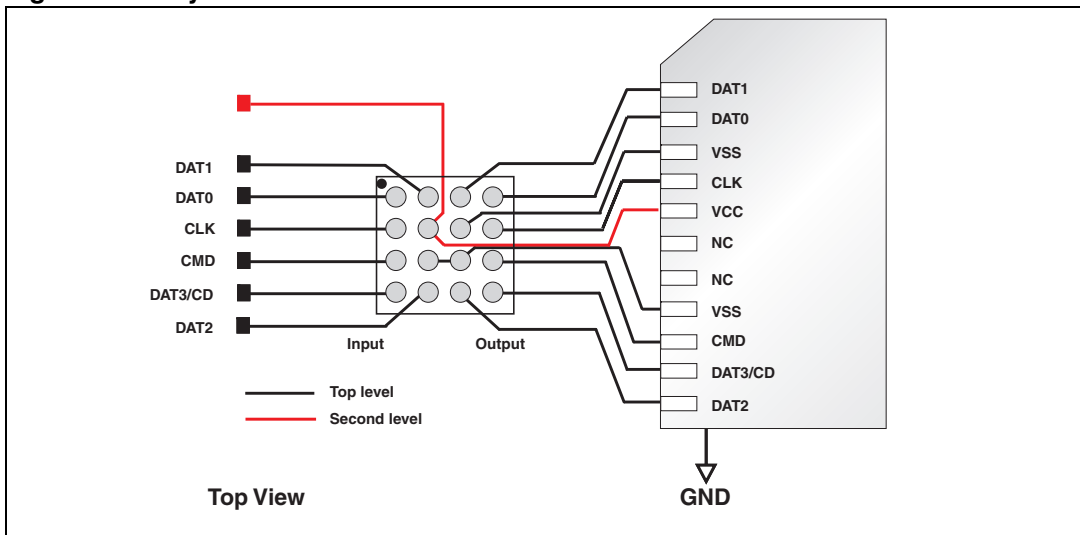 DAT1
DAT0
CLK
CMD
DAT3/CD
DAT2
Input
Output
DAT1
DAT0
VSS
CLK
VCC
NC
NC
VSS
CMD
DAT3/CD
DAT2
Top level
Second level
Top View
GND